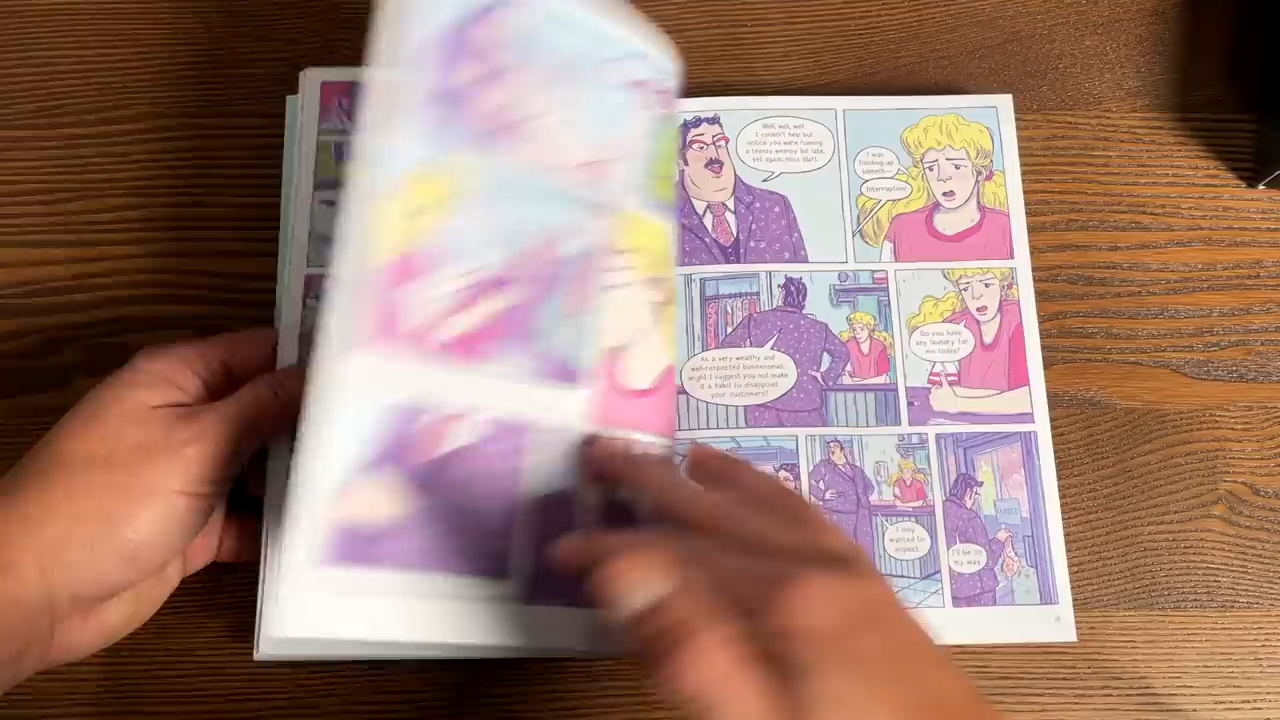 Well, well, well.
I couldn't help but
notice you were running
a teensy weensy bit late,
yet again, Miss Blatt.
I was
finishing up
someth—
Interruption!
As a very wealthy and
well-respected businessman,
might I suggest you not make
it a habit to disappoint
your customers?
Do you have
any laundry for
me today?
I only
wanted to
inspect.
CLOSED
I'll be on
my way.